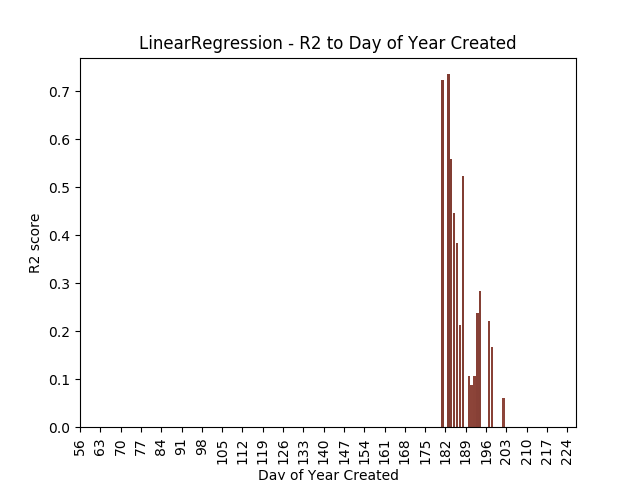 LinearRegression - R2 to Day of Year Created
R2 score
0.7
0.6
0.5
0.4
0.3
0.2
0.1
0.0
56 63 70 77 84 91 98 105 112 119 126 133 140 147 154 161 168 175 182 189 196 203 210 217 224
Day of Year Created